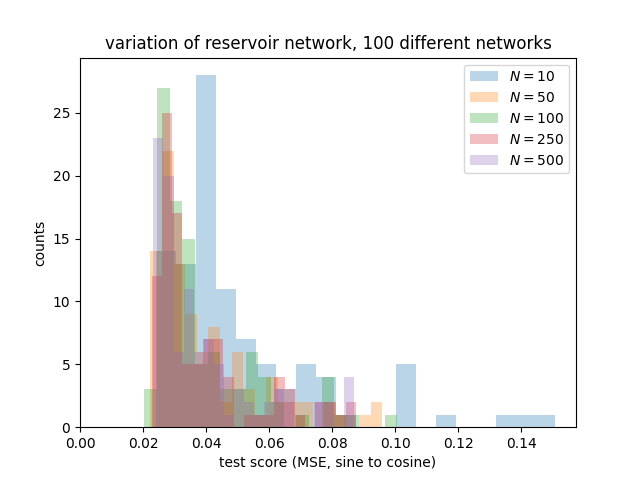 variation of reservoir network, 100 different networks
N = 10
N = 50
N = 100
N = 250
N = 500
counts
25
20
15
10
5
0
0.00 0.02 0.04 0.06 0.08 0.10 0.12 0.14
test score (MSE, sine to cosine)